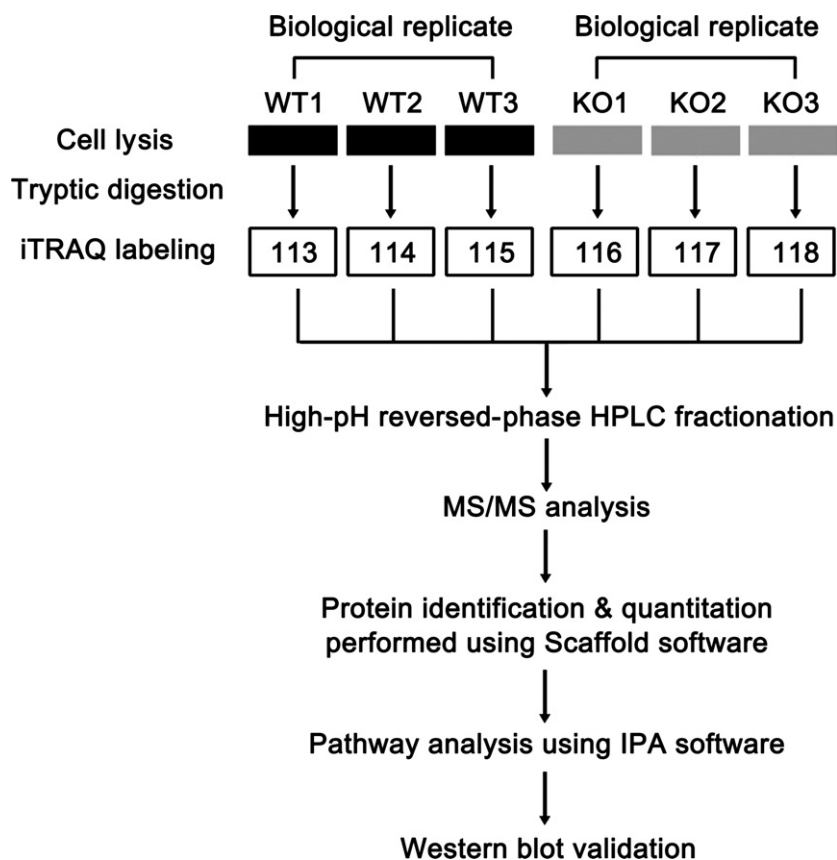 Biological replicate Biological replicate
WT1 WT2 WT3 KO1 KO2 KO3
Cell lysis
Tryptic digestion
iTRAQ labeling 113 114 115 116 117 118
High-pH reversed-phase HPLC fractionation
MS/MS analysis
Protein identification & quantitation
performed using Scaffold software
Pathway analysis using IPA software
Western blot validation